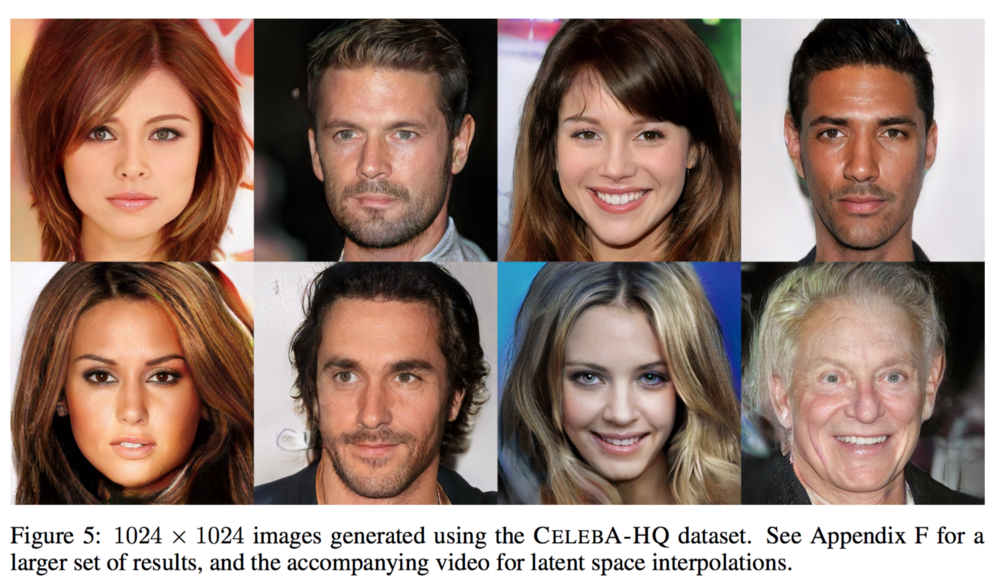 Figure 5: 1024 × 1024 images generated using the CELEBA-HQ dataset. See Appendix F for a
larger set of results, and the accompanying video for latent space interpolations.